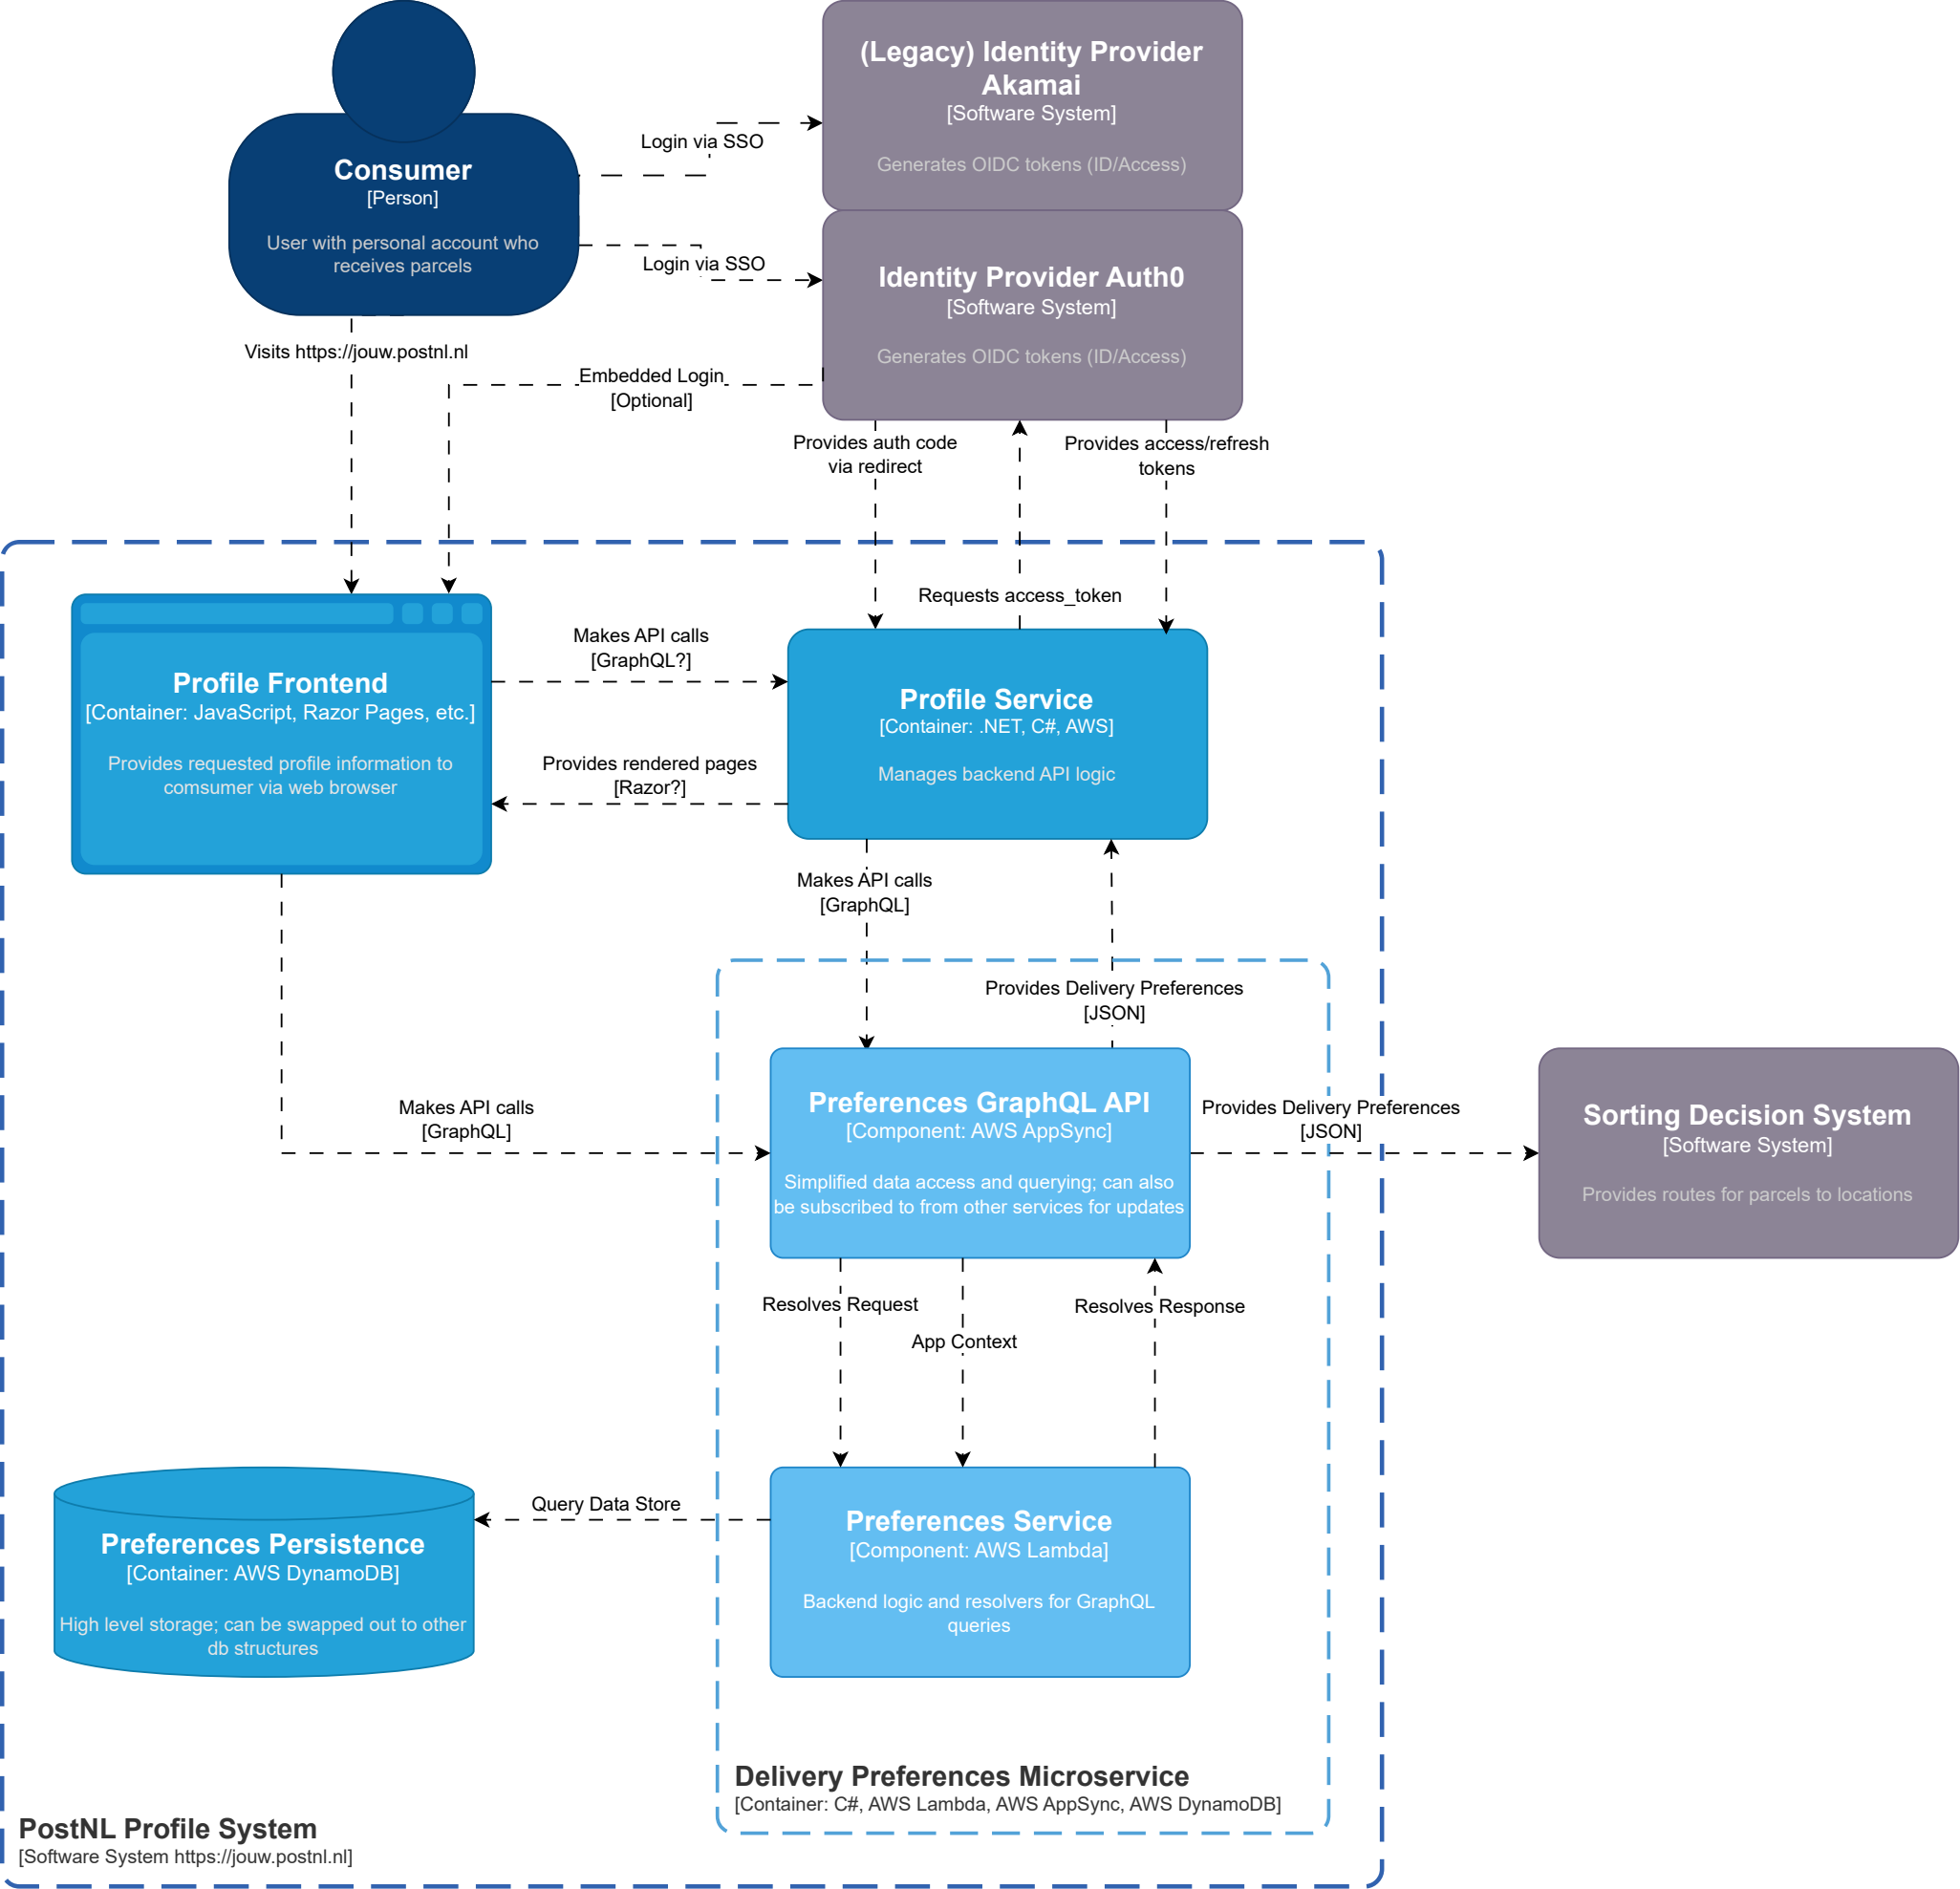 (Legacy) Identity Provider
Akamai
[Software System]
Generates OIDC tokens (ID/Access)
Login via SSO
Consumer
[Person]
User with personal account who
receives parcels
Login via SSO
Identity Provider Auth0
[Software System]
Generates OIDC tokens (ID/Access)
Visits https://jouw.postnl.nl
Embedded Login
[Optional]
Provides auth code
via redirect
Provides access/refresh
tokens
Requests access_token
Profile Frontend
[Container: JavaScript, Razor Pages, etc.]
Provides requested profile information to
comsumer via web browser
Makes API calls
[GraphQL?]
Provides rendered pages
[Razor?]
Profile Service
[Container: .NET, C#, AWS]
Manages backend API logic
Makes API calls
[GraphQL]
Provides Delivery Preferences
[JSON]
Makes API calls
[GraphQL]
Preferences GraphQL API
[Component: AWS AppSync]
Simplified data access and querying; can also
be subscribed to from other services for updates
Provides Delivery Preferences
[JSON]
Sorting Decision System
[Software System]
Provides routes for parcels to locations
Resolves Request
App Context
Resolves Response
Query Data Store
Preferences Persistence
[Container: AWS DynamoDB]
High level storage; can be swapped out to other
db structures
Preferences Service
[Component: AWS Lambda]
Backend logic and resolvers for GraphQL
queries
Delivery Preferences Microservice
[Container: C#, AWS Lambda, AWS AppSync, AWS DynamoDB]
PostNL Profile System
[Software System https://jouw.postnl.nl]